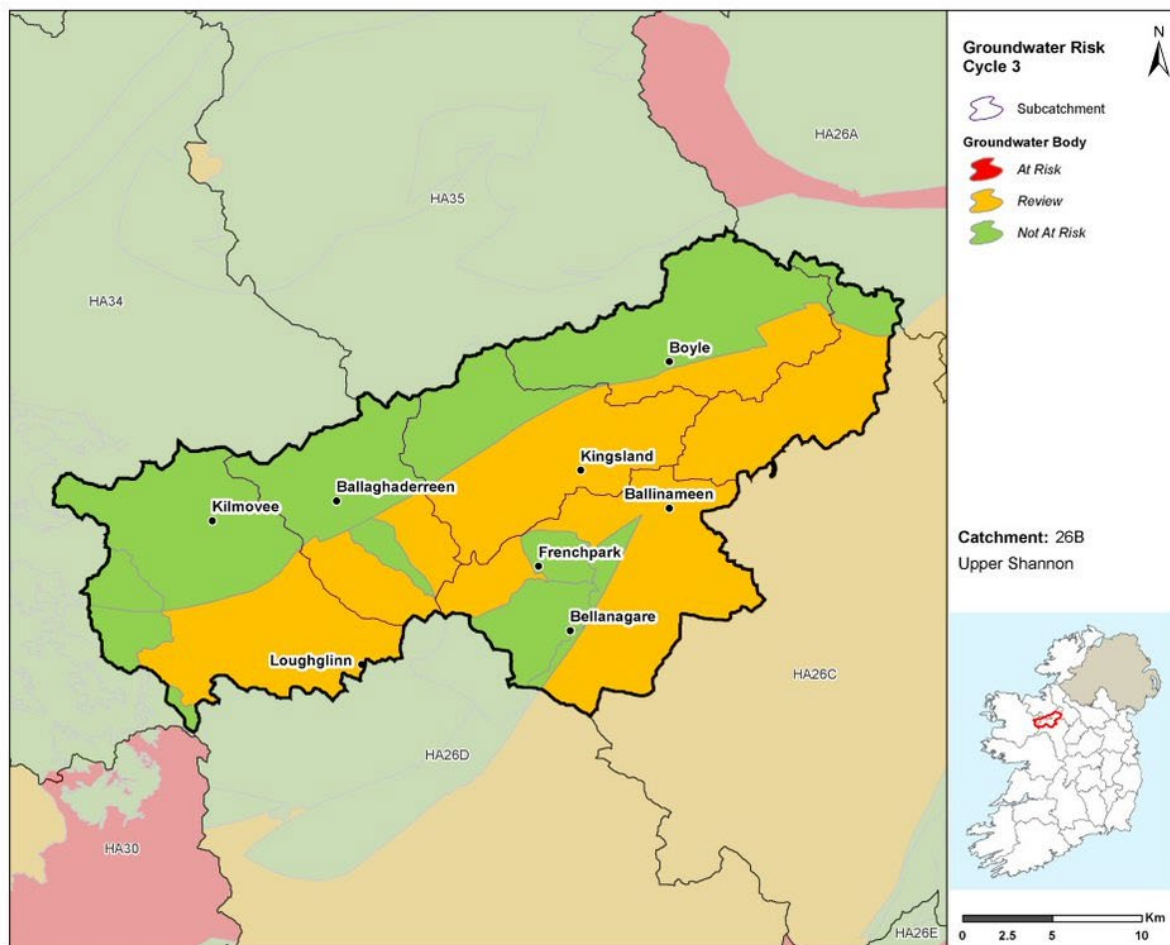 HA26A
HA35
HA34
Boyle
Kingsland
Ballaghaderreen
Ballinameen
Kilmovee
Frenchpark
Bellanagare
Loughglinn
HA26C
HA26D
HA30
HA26E
Groundwater Risk
Cycle 3
N
Subcatchment
Groundwater Body
At Risk
Review
Not At Risk
Catchment: 26B
Upper Shannon
Km
0 2.5 5 10